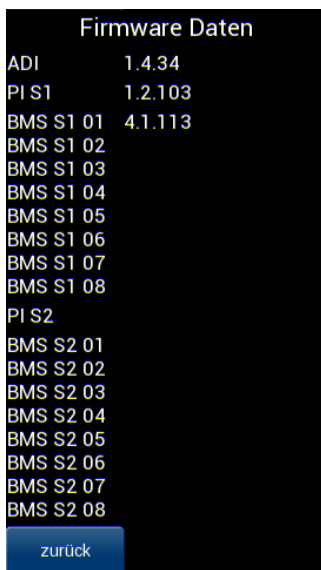 Firmware Daten
ADI 1.4.34
PI S1 1.2.103
BMS S1 01 4.1.113
BMS S1 02
BMS S1 03
BMS S1 04
BMS S1 05
BMS S1 06
BMS S1 07
BMS S1 08
PI S2
BMS S2 01
BMS S2 02
BMS S2 03
BMS S2 04
BMS S2 05
BMS S2 06
BMS S2 07
BMS S2 08
zurück